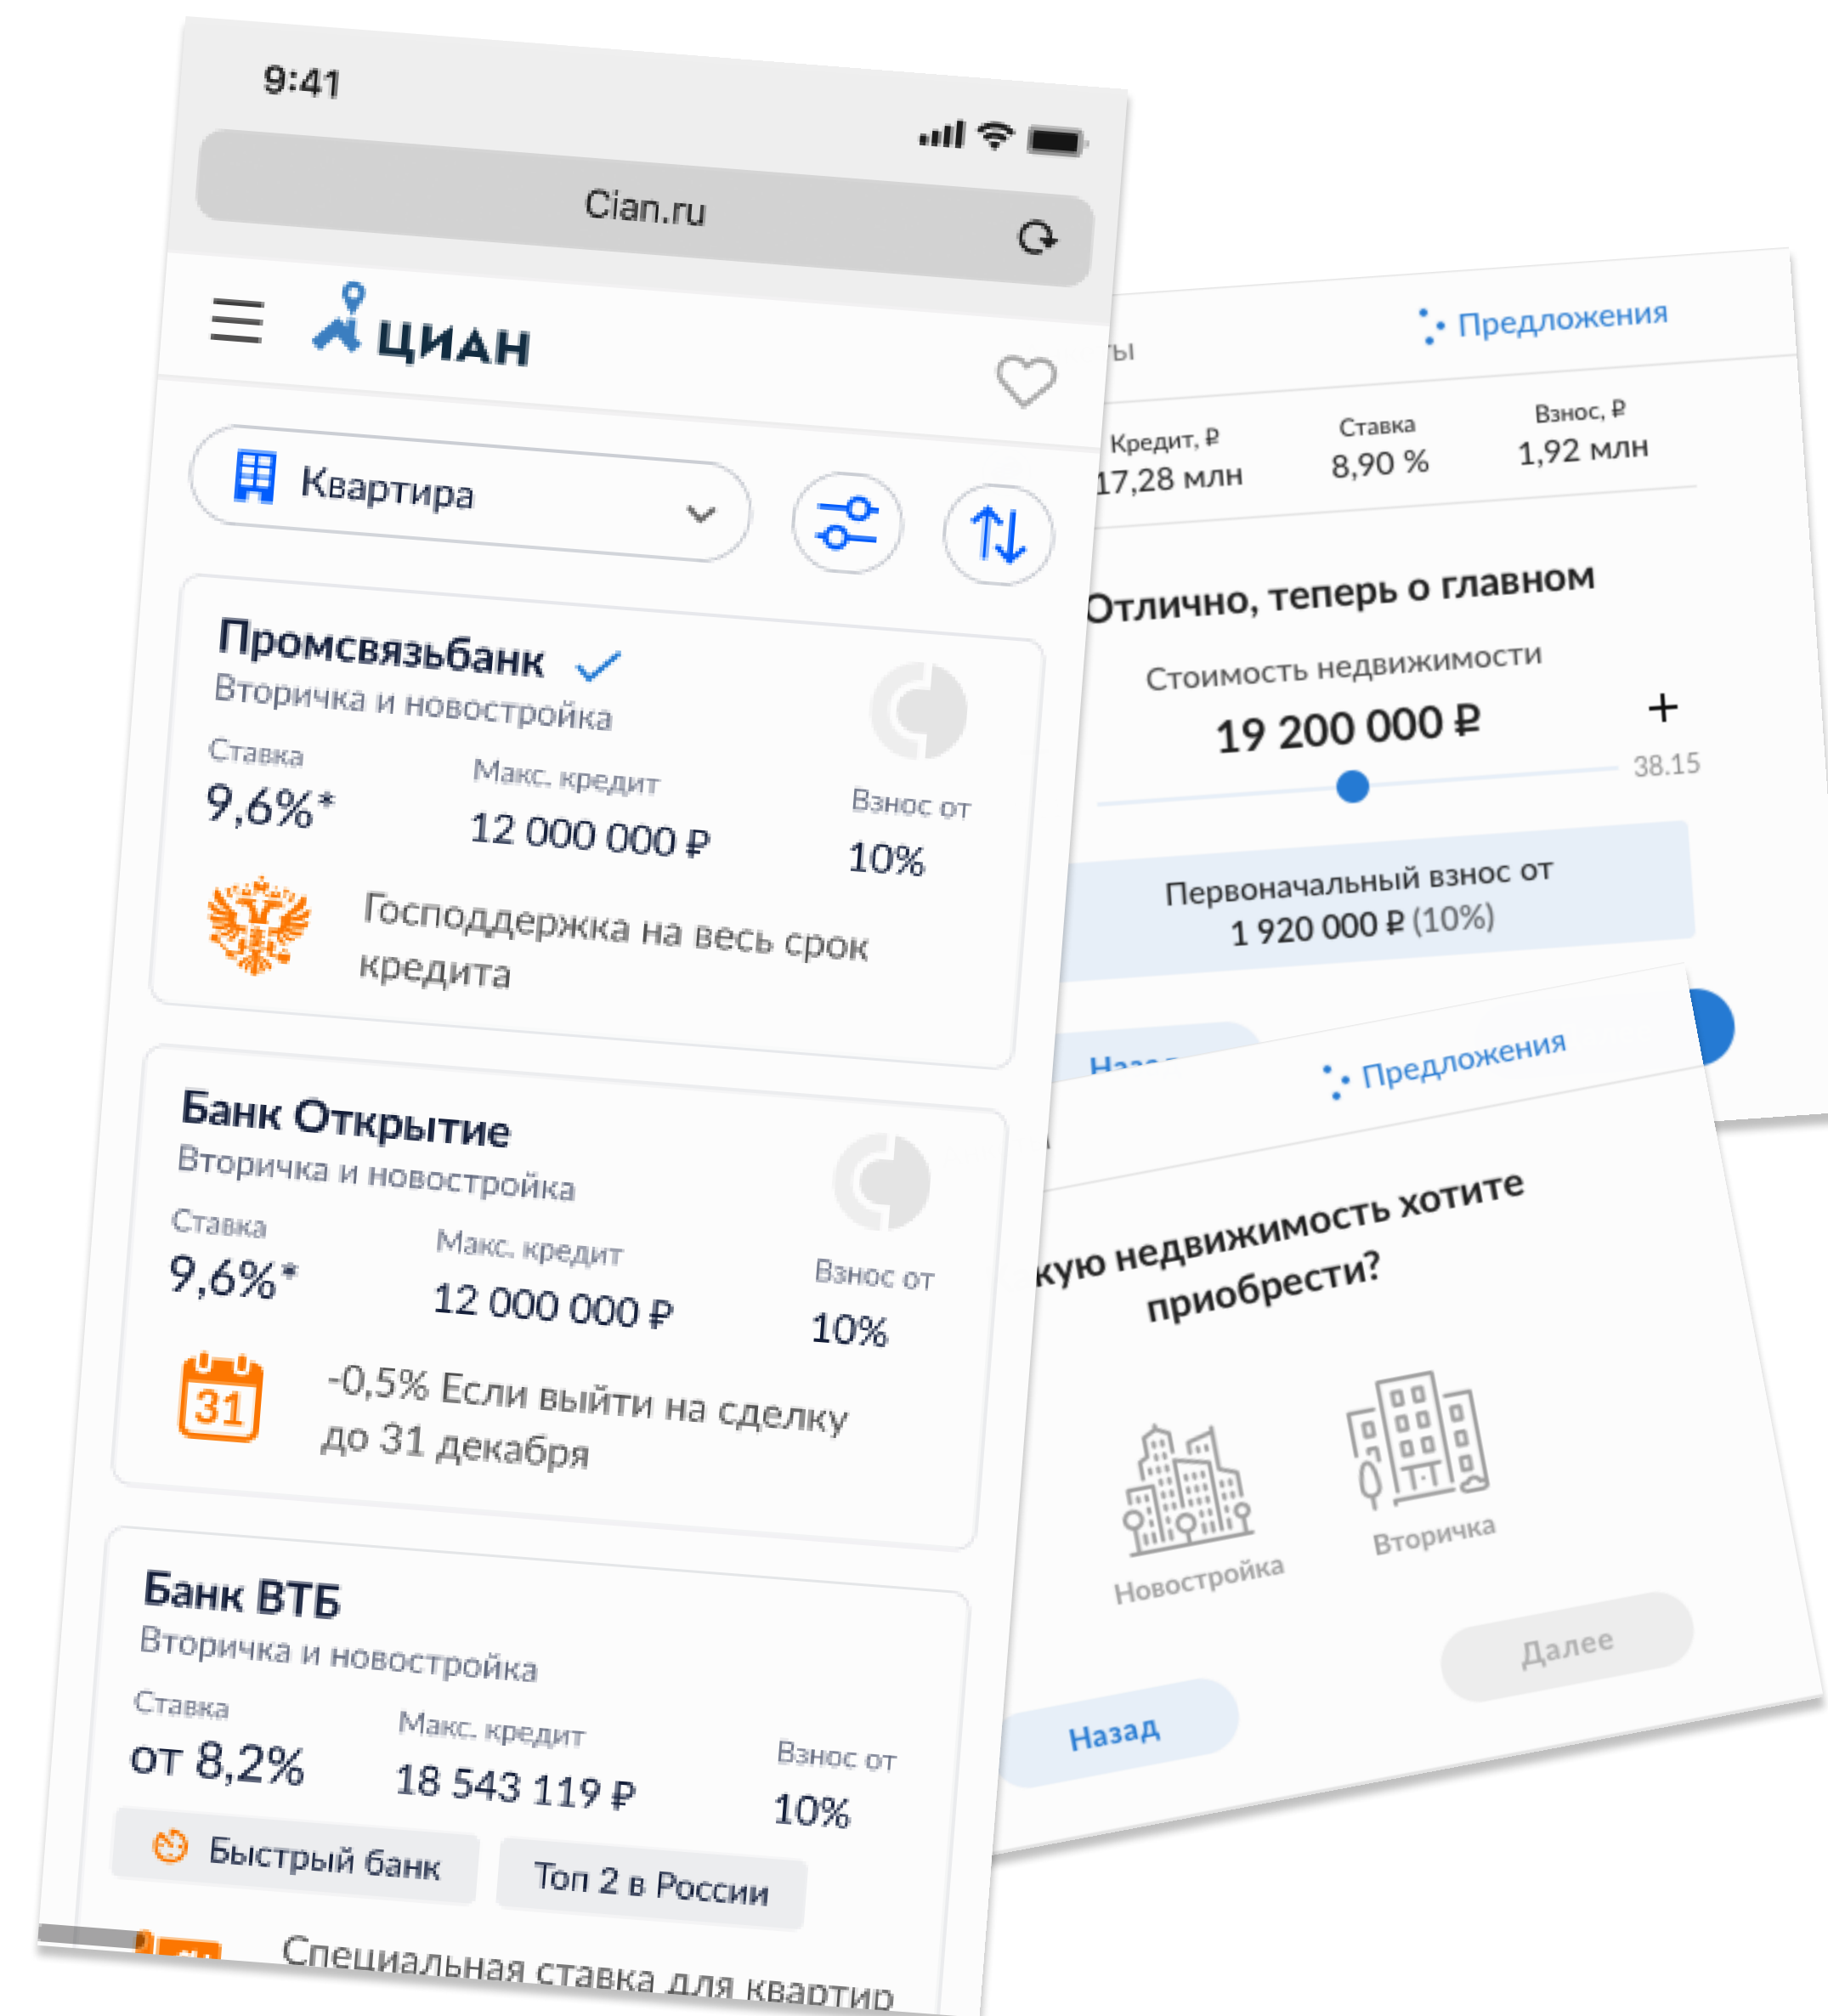 9:41
Cian.ru
ЦИАН
Квартира
Промсвязьбанк
Вторичка и новостройка
Ставка
Макс. кредит
Взнос от
9,6%*
12 000 000 ₽
10%
Господдержка на весь срок
кредита
Банк Открытие
Вторичка и новостройка
Ставка
Макс. кредит
Взнос от
9,6%*
12 000 000 ₽
10%
31
-0,5% Если выйти на сделку
до 31 декабря
Банк ВТБ
Вторичка и новостройка
Ставка
Макс. кредит
Взнос от
от 8,2%
18 543 119 ₽
10%
Быстрый банк
Топ 2 в России
Специальная ставка для квартир
ты
Предложения
Кредит, ₽
Ставка
Взнос, ₽
17,28 млн
8,90 %
1,92 млн
Отлично, теперь о главном
Стоимость недвижимости
19 200 000 ₽
+
38.15
Первоначальный взнос от
1 920 000 ₽ (10%)
Назад
Предложения
кую недвижимость хотите
приобрести?
Новостройка
Вторичка
Назад
Далее